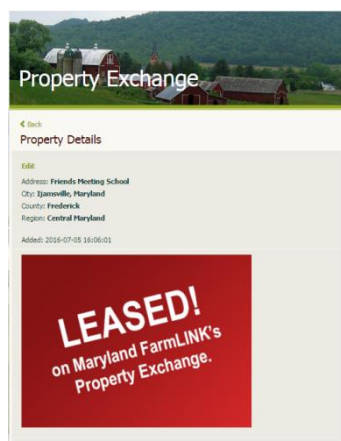 Property Exchange
Back
Property Details
Edit
Address: Friends Meeting School
City: Ijamsville, Maryland
County: Frederick
Region: Central Maryland
Added: 2016-07-05 16:06:01
LEASED!
on Maryland FarmLINK's
Property Exchange.